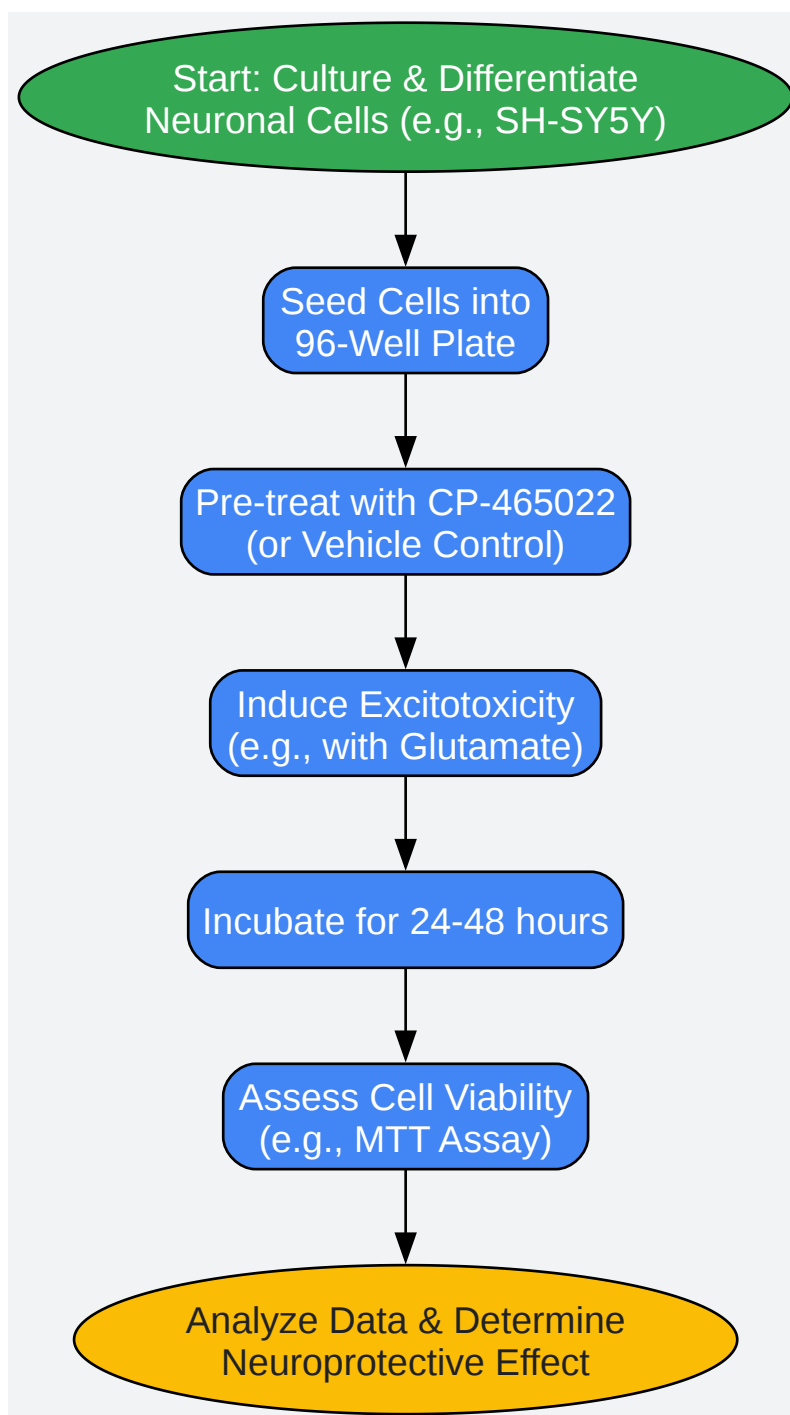 Start: Culture & Differentiate
Neuronal Cells (e.g., SH-SY5Y)
Seed Cells into
96-Well Plate
Pre-treat with CP-465022
(or Vehicle Control)
Induce Excitotoxicity
(e.g., with Glutamate)
Incubate for 24-48 hours
Assess Cell Viability
(e.g., MTT Assay)
Analyze Data & Determine
Neuroprotective Effect